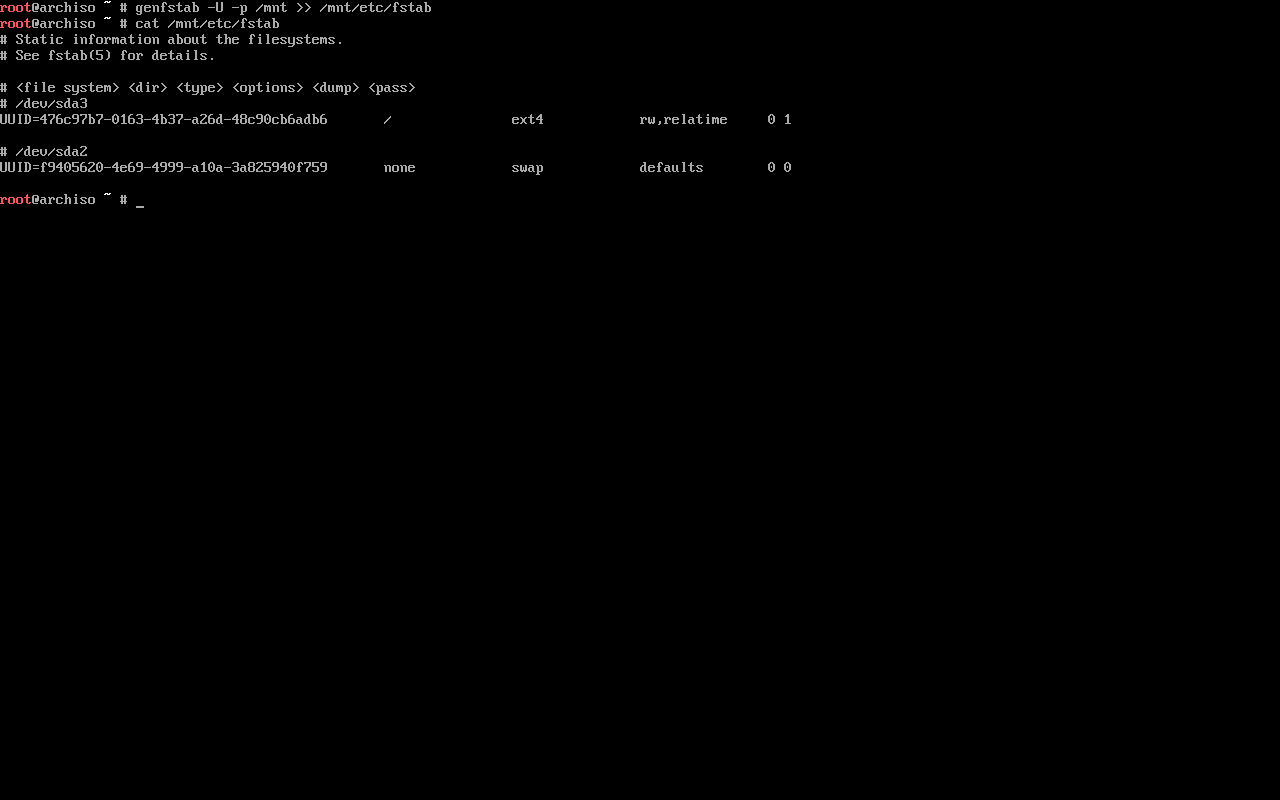 root@archiso ~ # genfstab -U -p /mnt >> /mnt/etc/fstab
root@archiso ~ # cat /mnt/etc/fstab
# Static information about the filesystems.
# See fstab(5) for details.
# <file system> <dir> <type> <options> <dump> <pass>
# /dev/sda3
UUID=476c97b7-0163-4b37-a26d-48c90cb6adb6 / ext4 rw,relatime 0 1
# /dev/sda2
UUID=f9405620-4e69-4999-a10a-3a825940f759 none swap defaults 0 0
root@archiso ~ # _